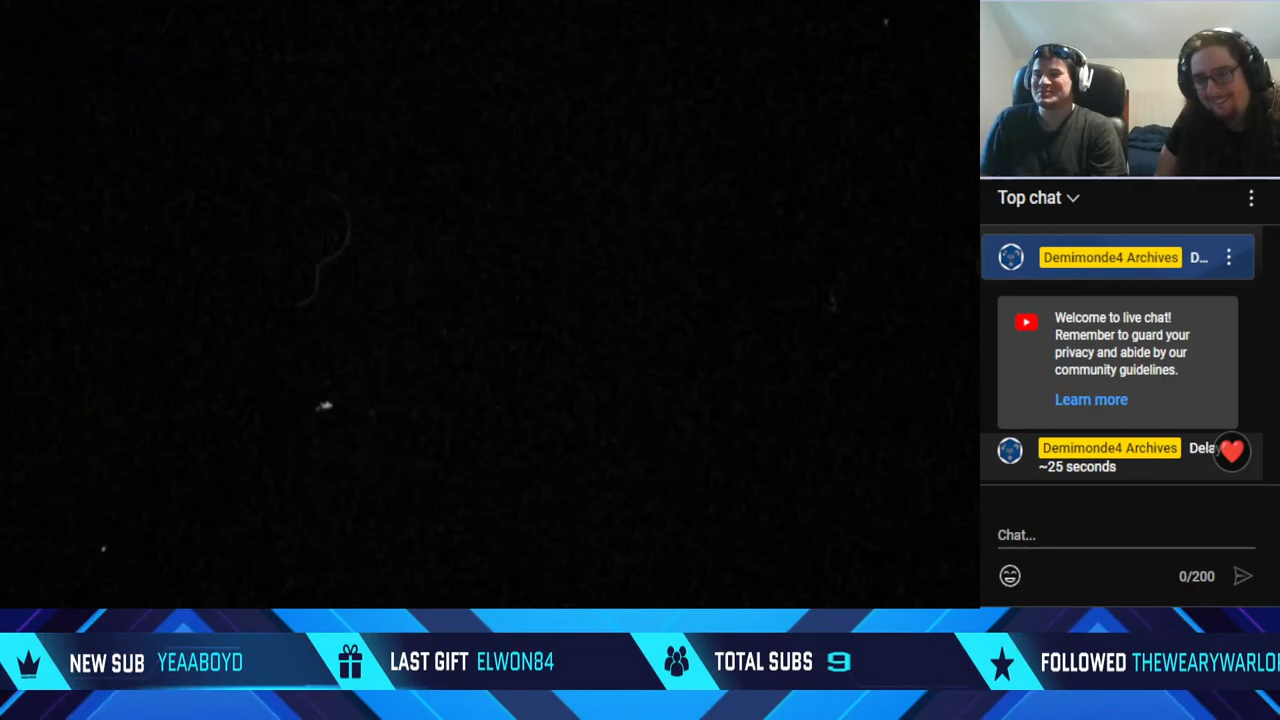 Top chat
Demimonde4 Archives D...
Welcome to live chat!
Remember to guard your
privacy and abide by our
community guidelines.
Learn more
Demimonde4 Archives
~25 seconds
Chat...
0/200
NEW SUB YEAABOYD
LAST GIFT ELWON84
TOTAL SUBS 9
FOLLOWED THEWEARYWARLO